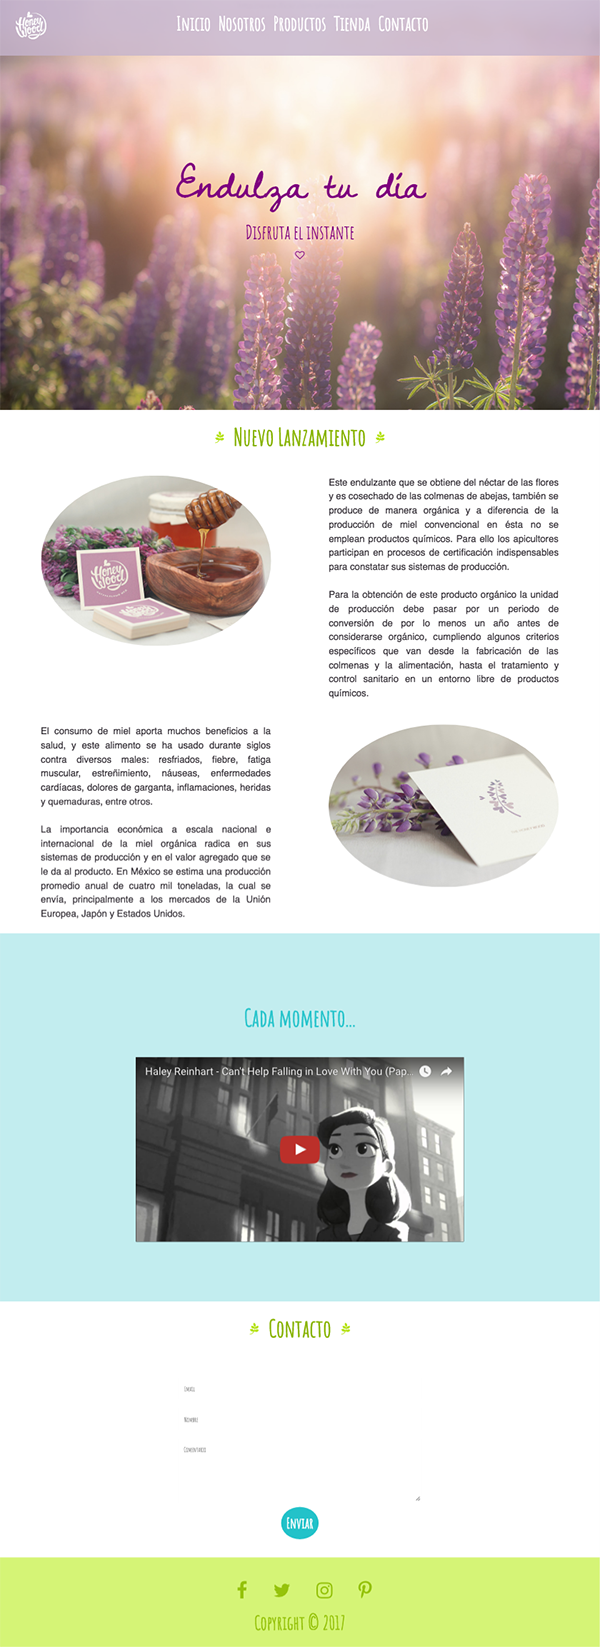 Honey Wood
Inicio Nosotros Productos Tienda Contacto
Endulza tu día
Disfruta el instante
Nuevo Lanzamiento
Este endulzante que se obtiene del néctar de las flores
y es cosechado de las colmenas de abejas, también se
produce de manera orgánica y a diferencia de la
producción de miel convencional en ésta no se
emplean productos químicos. Para ello los apicultores
participan en procesos de certificación indispensables
para constatar sus sistemas de producción.
Para la obtención de este producto orgánico la unidad
de producción debe pasar por un periodo de
conversión de por lo menos un año antes de
considerarse orgánico, cumpliendo algunos criterios
específicos que van desde la fabricación de las
colmenas y la alimentación, hasta el tratamiento y
control sanitario en un entorno libre de productos
químicos.
Honey Wood
El consumo de miel aporta muchos beneficios a la
salud, y este alimento se ha usado durante siglos
contra diversos males: resfriados, fiebre, fatiga
muscular, estreñimiento, náuseas, enfermedades
cardíacas, dolores de garganta, inflamaciones, heridas
y quemaduras, entre otros.
La importancia económica a escala nacional e
internacional de la miel orgánica radica en sus
sistemas de producción y en el valor agregado que se
le da al producto. En México se estima una producción
promedio anual de cuatro mil toneladas, la cual se
envía, principalmente a los mercados de la Unión
Europea, Japón y Estados Unidos.
Cada momento...
Haley Reinhart - Can't Help Falling in Love With You (Pap...
Contacto
Email
Nombre
Comentario
Enviar
Copyright © 2017